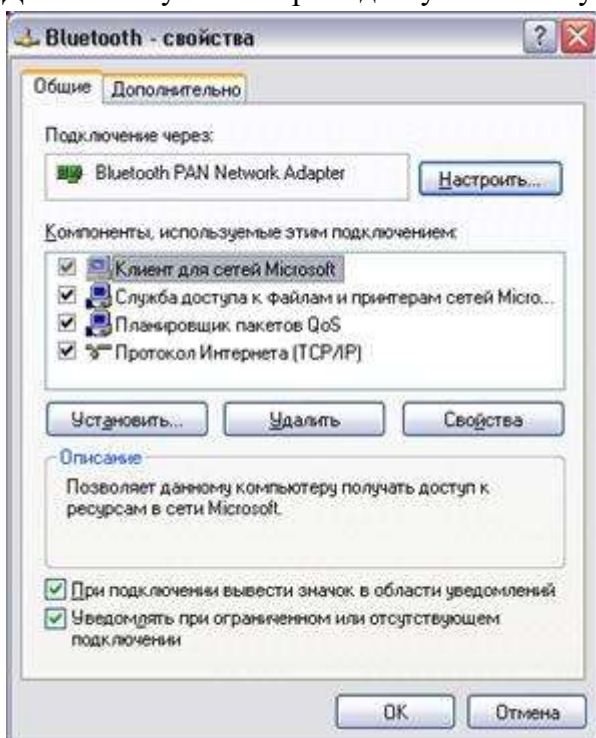 Bluetooth - свойства
Общие
Дополнительно
Подключение через:
Bluetooth PAN Network Adapter
Настроить...
Компоненты, используемые этим подключением:
Клиент для сетей Microsoft
Служба доступа к файлам и принтерам сетей Micro...
Планировщик пакетов QoS
Протокол Интернета (TCP/IP)
Установить...
Удалить
Свойства
Описание
Позволяет данному компьютеру получать доступ к
ресурсам в сети Microsoft.
При подключении вывести значок в области уведомлений
Уведомлять при ограниченном или отсутствующем
подключении
OK
Отмена